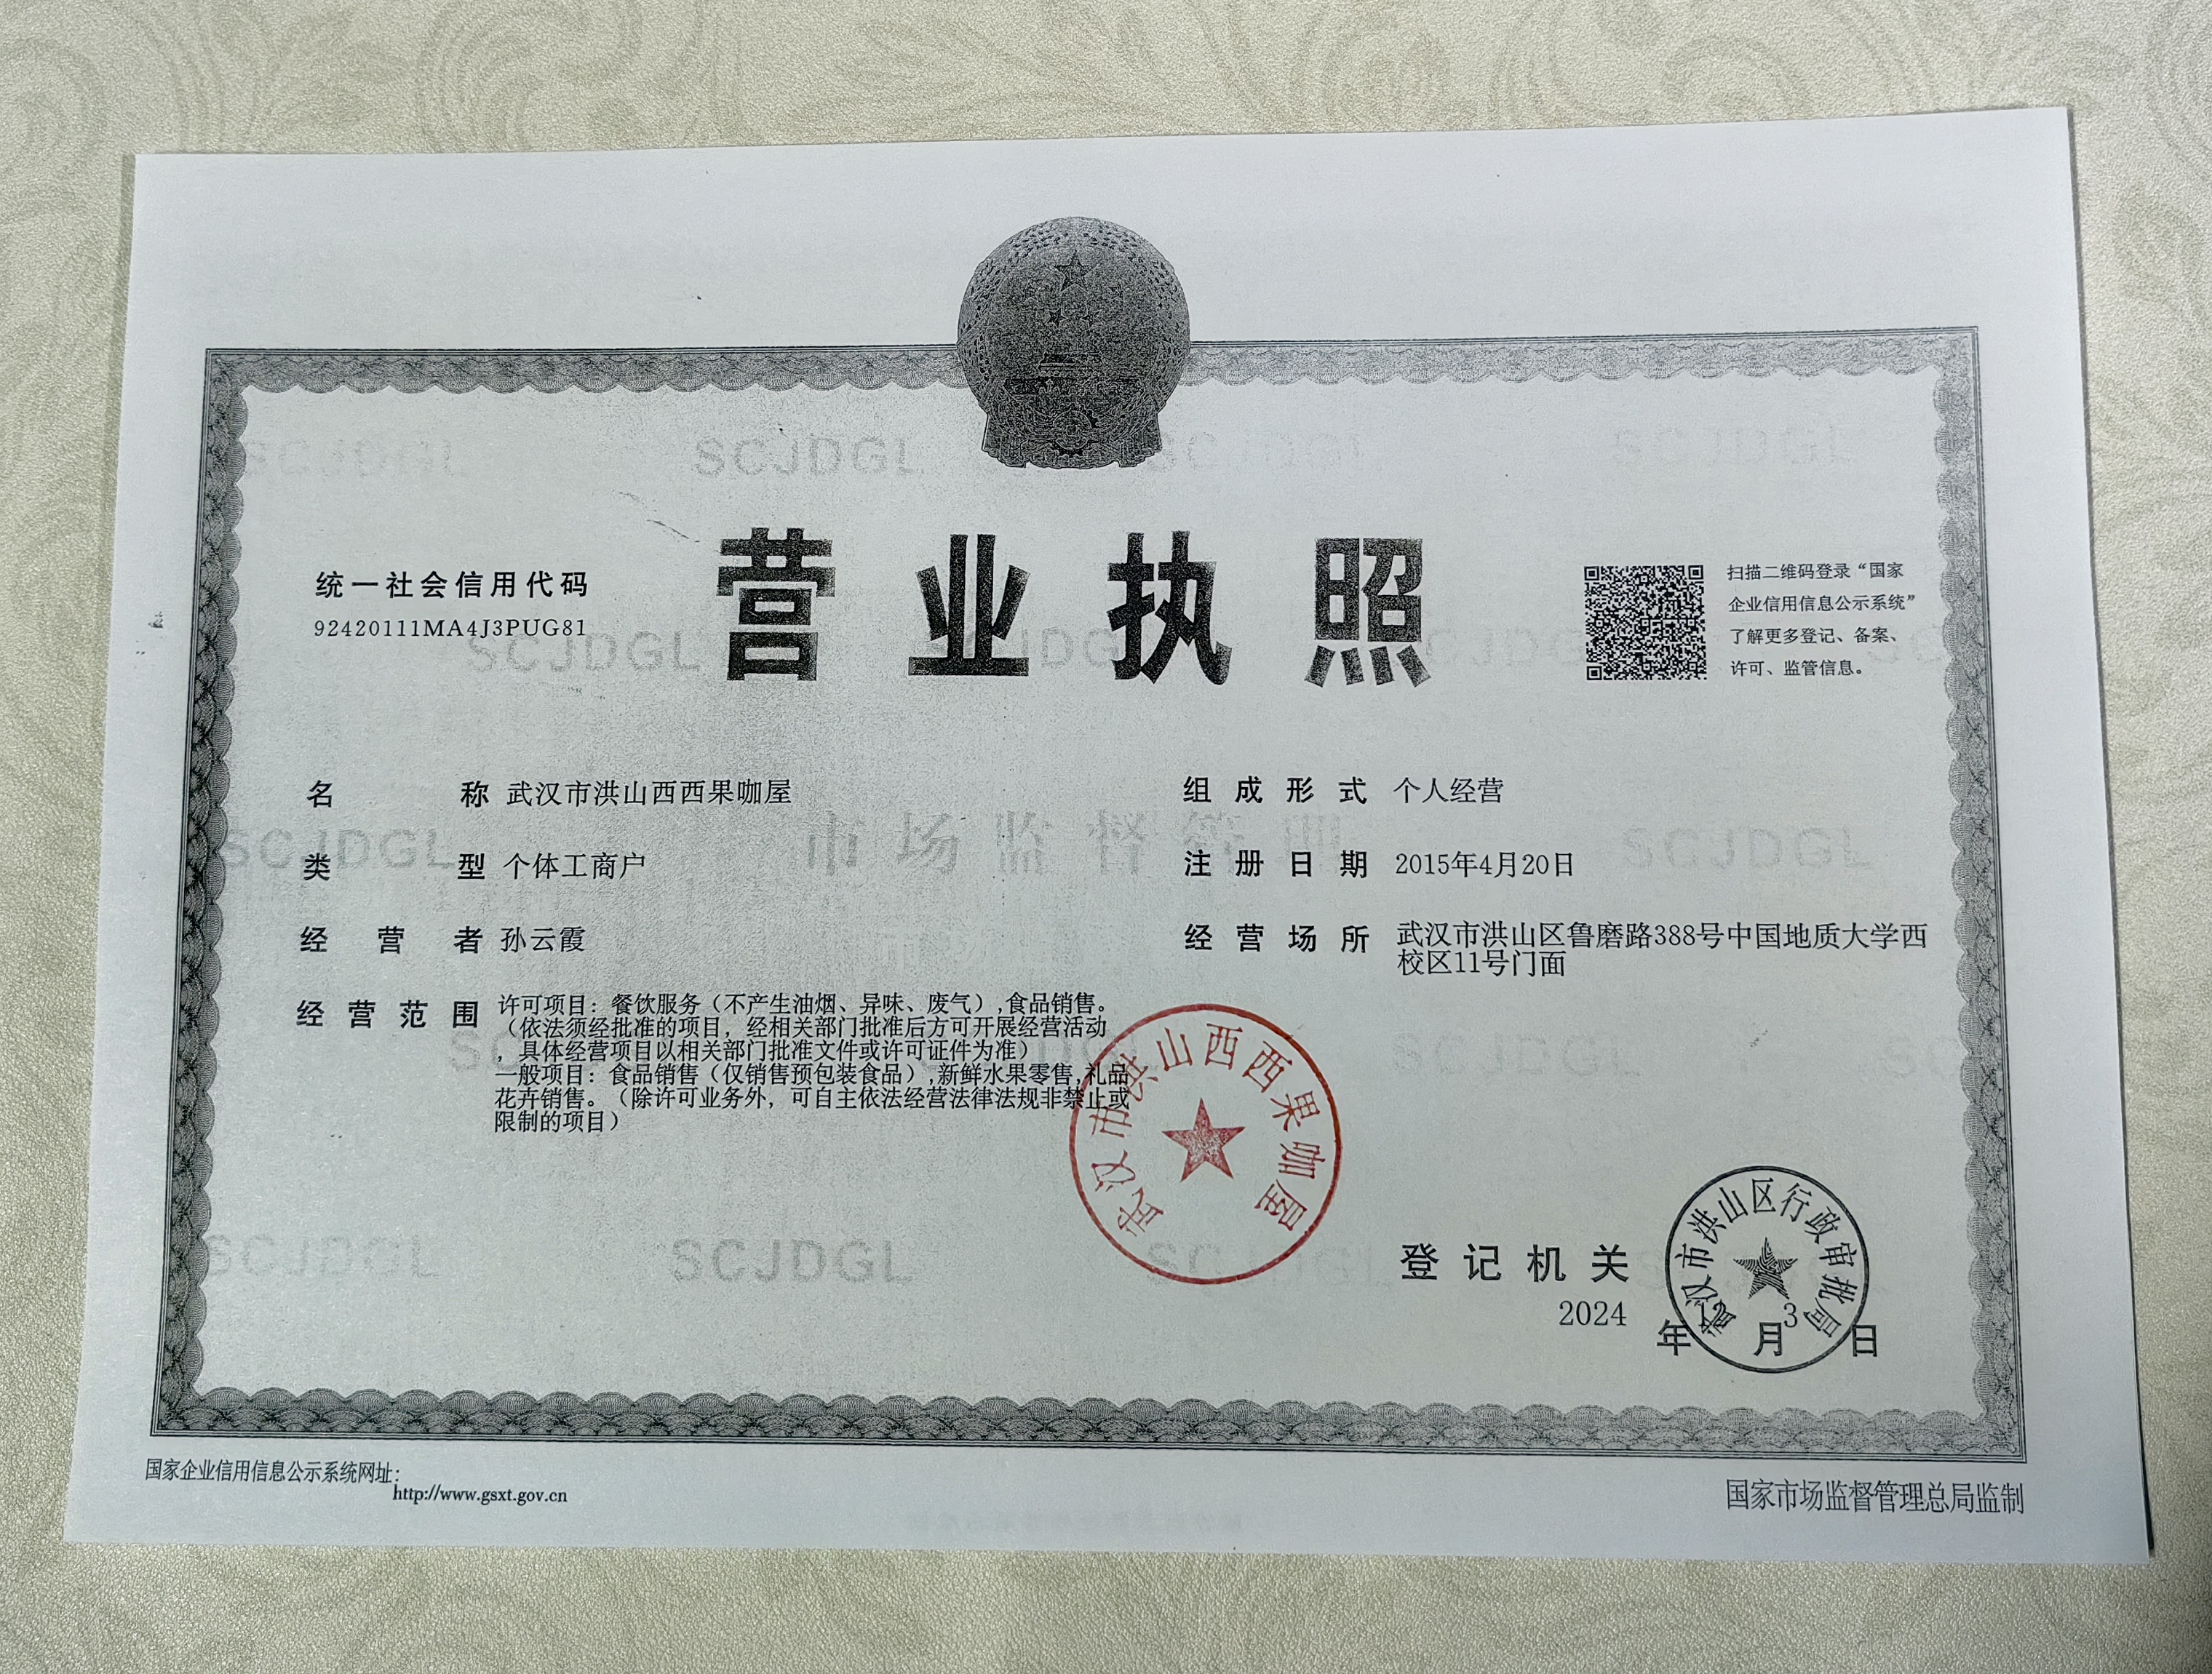 统一社会信用代码
92420111MA4J3PUG81
营业执照
扫描二维码登录“国家
企业信用信息公示系统”
了解更多登记、备案、
许可、监管信息。
名称 武汉市洪山西西果咖屋
类型 个体工商户
经营者 孙云霞
经营范围 许可项目：餐饮服务（不产生油烟、异味、废气）,食品销售。
（依法须经批准的项目，经相关部门批准后方可开展经营活动
，具体经营项目以相关部门批准文件或许可证件为准）
一般项目：食品销售（仅销售预包装食品）,新鲜水果零售,礼品
花卉销售。（除许可业务外，可自主依法经营法律法规非禁止或
限制的项目）
组成形式 个人经营
注册日期 2015年4月20日
经营场所 武汉市洪山区鲁磨路388号中国地质大学西
校区11号门面
武汉市洪山西西果咖屋
登记机关
武汉市洪山区行政审批局
2024年 月3日
国家企业信用信息公示系统网址：
http://www.gsxt.gov.cn
国家市场监督管理总局监制
市场监督管理
SCJDGL